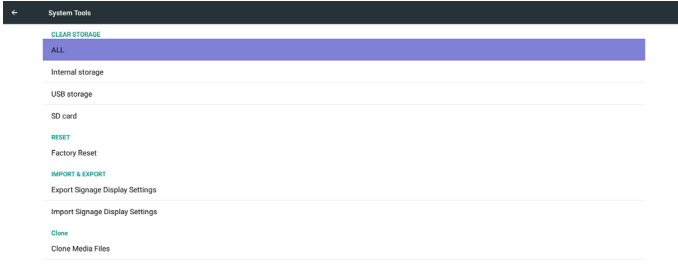 System Tools
CLEAR STORAGE
ALL
Internal storage
USB storage
SD card
RESET
Factory Reset
IMPORT & EXPORT
Export Signage Display Settings
Import Signage Display Settings
Clone
Clone Media Files